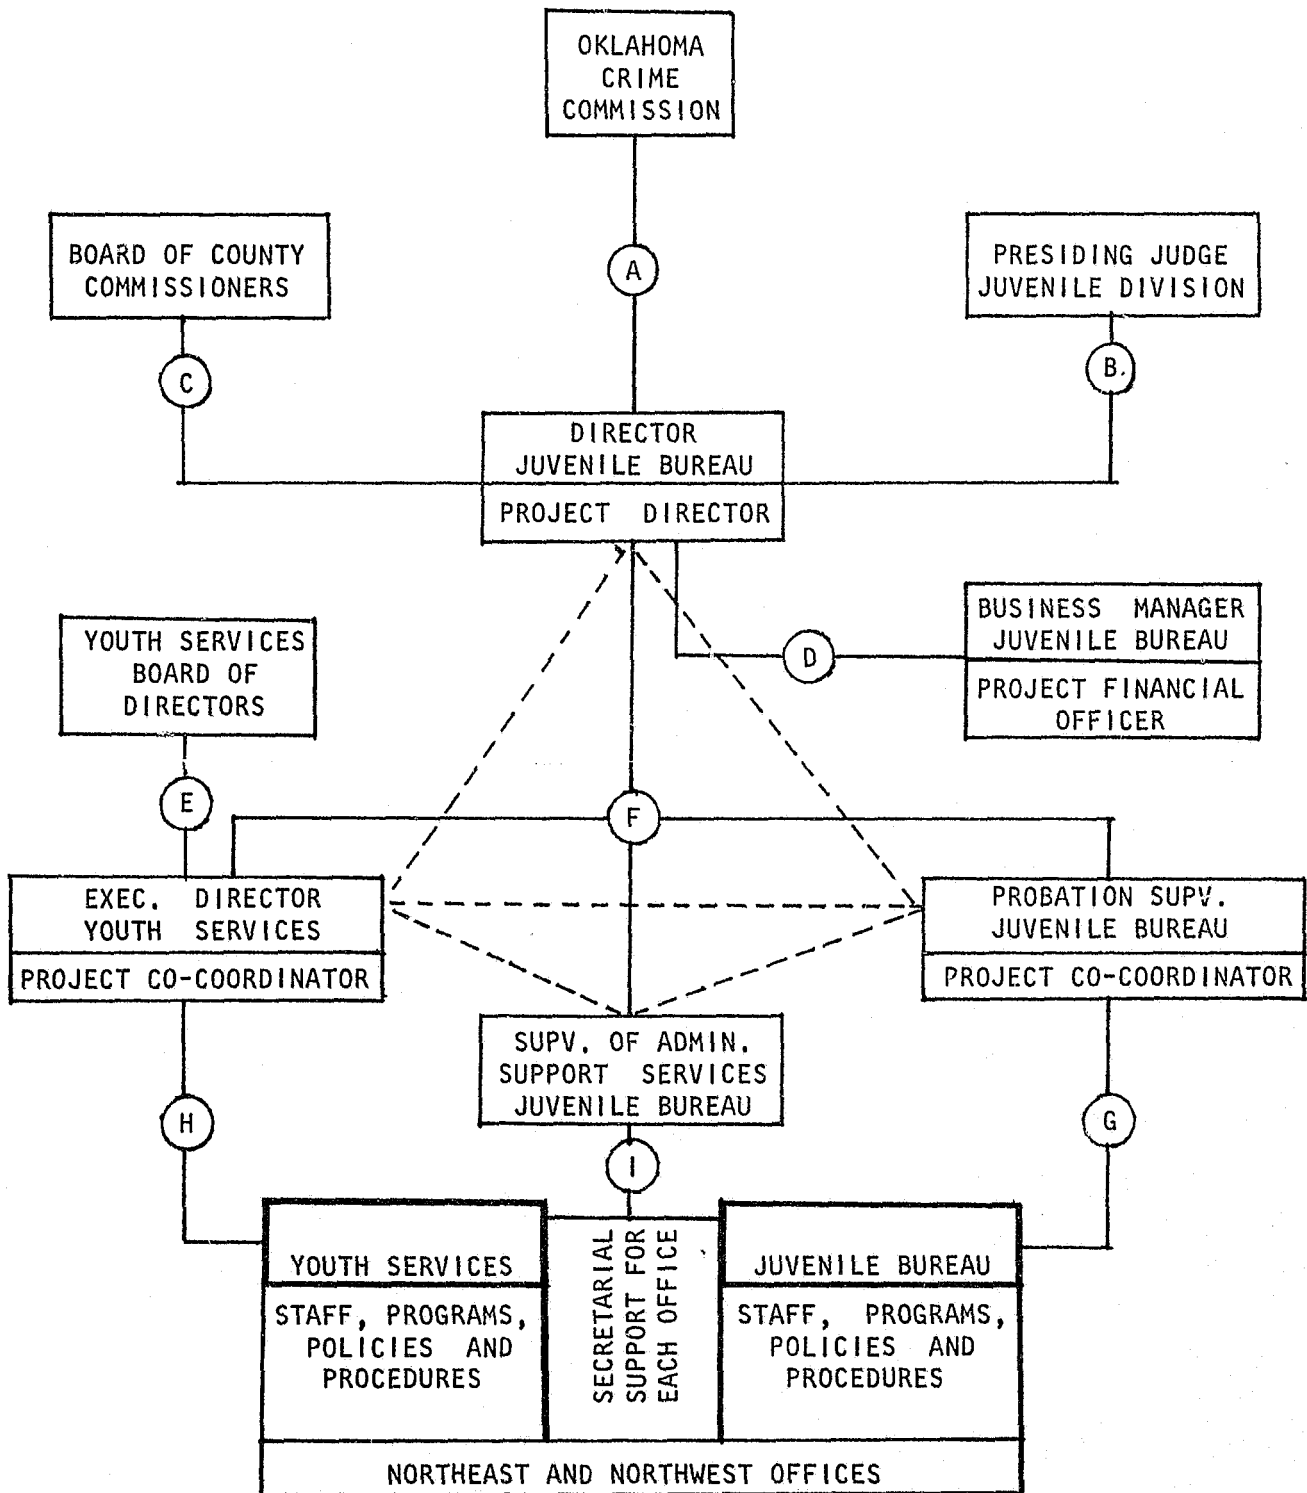 OKLAHOMA
CRIME
COMMISSION
BOARD OF COUNTY
COMMISSIONERS
A
PRESIDING JUDGE
JUVENILE DIVISION
C
B.
DIRECTOR
JUVENILE BUREAU
PROJECT DIRECTOR
YOUTH SERVICES
BOARD OF
DIRECTORS
D
BUSINESS MANAGER
JUVENILE BUREAU
PROJECT FINANCIAL
OFFICER
E
F
EXEC. DIRECTOR
YOUTH SERVICES
PROJECT CO-COORDINATOR
PROBATION SUPV.
JUVENILE BUREAU
PROJECT CO-COORDINATOR
SUPV. OF ADMIN.
SUPPORT SERVICES
JUVENILE BUREAU
H
G
I
YOUTH SERVICES
STAFF, PROGRAMS,
POLICIES AND
PROCEDURES
SECRETARIAL
SUPPORT FOR
EACH OFFICE
JUVENILE BUREAU
STAFF, PROGRAMS,
POLICIES AND
PROCEDURES
NORTHEAST AND NORTHWEST OFFICES